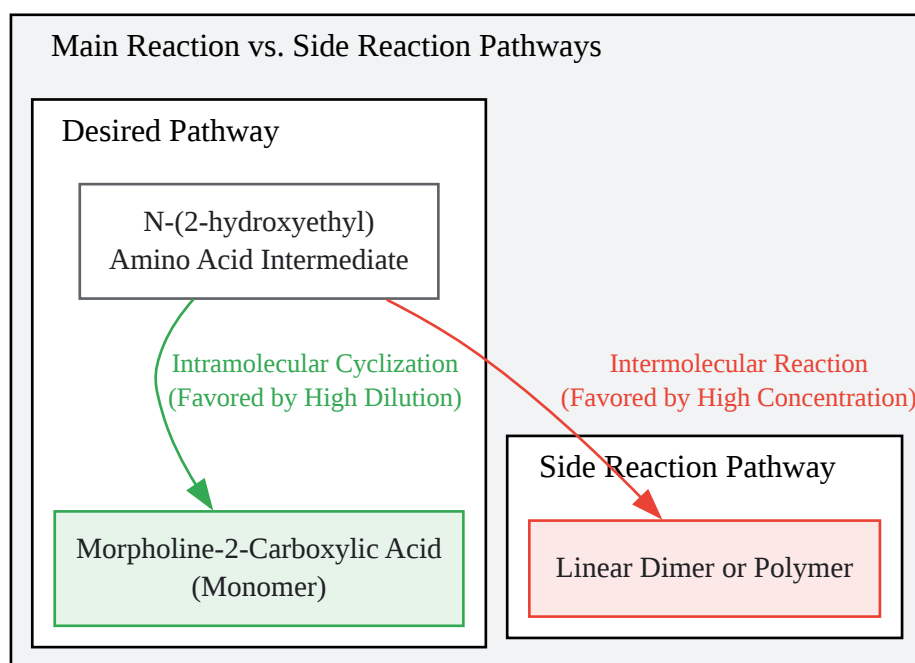 Main Reaction vs. Side Reaction Pathways
Desired Pathway
N-(2-hydroxyethyl)
Amino Acid Intermediate
Intramolecular Cyclization
(Favored by High Dilution)
Intermolecular Reaction
(Favored by High Concentration)
Side Reaction Pathway
Morpholine-2-Carboxylic Acid
(Monomer)
Linear Dimer or Polymer